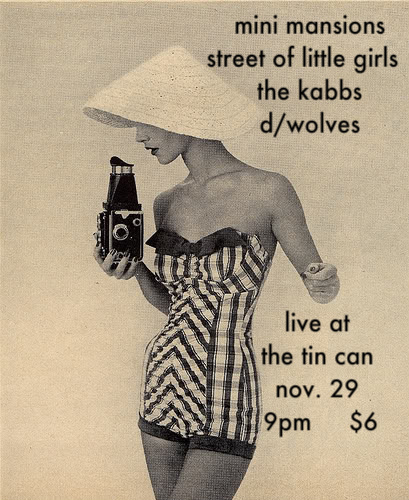 mini mansions
street of little girls
the kabbs
d/wolves
live at
the tin can
nov. 29
9pm $6